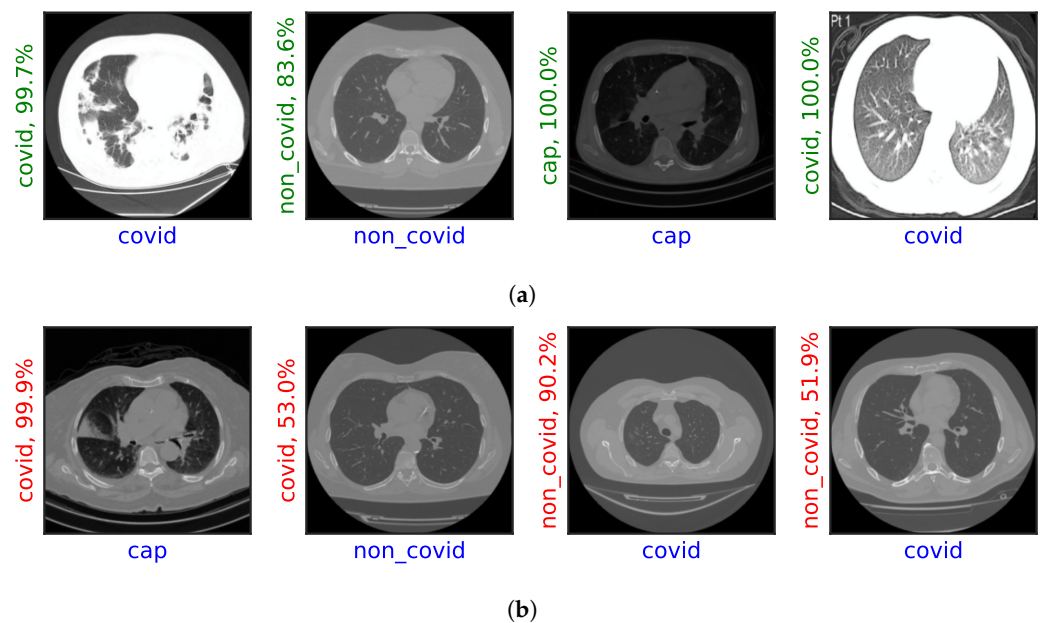 covid, 99.7%
non_covid, 83.6%
cap, 100.0%
covid, 100.0%
Pt 1
covid
non_covid
cap
covid
(a)
covid, 99.9%
covid, 53.0%
non_covid, 90.2%
non_covid, 51.9%
cap
non_covid
covid
covid
(b)